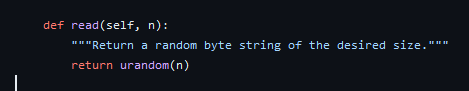 def read(self, n):
"""Return a random byte string of the desired size."""
return urandom(n)